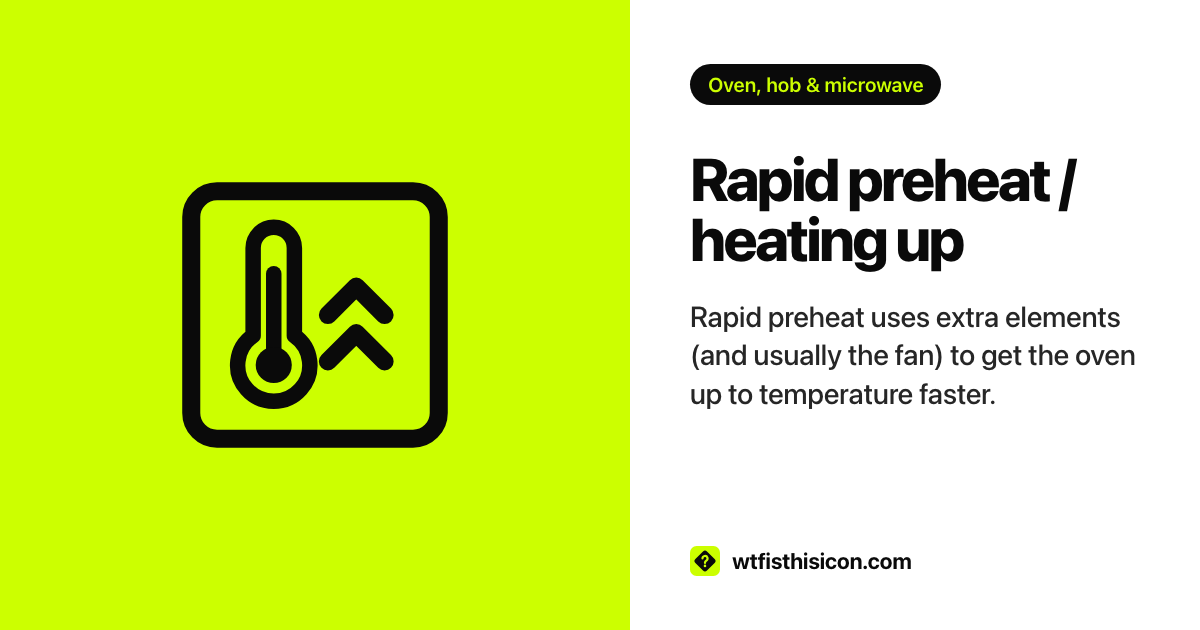 Oven, hob & microwave
Rapid preheat /
heating up
Rapid preheat uses extra elements
(and usually the fan) to get the oven
up to temperature faster.
?
wtfisthisicon.com